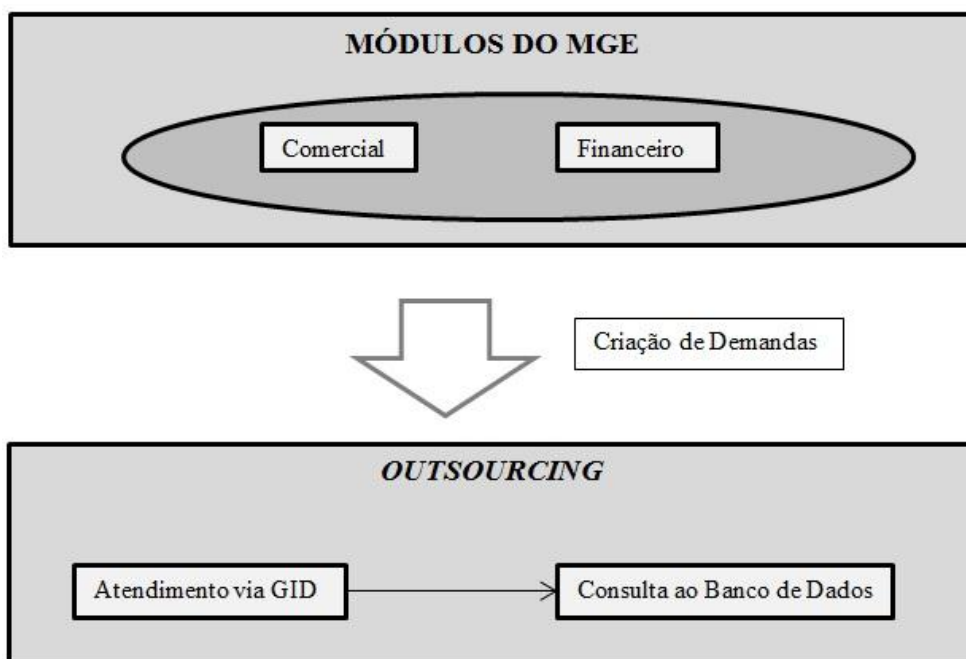 MÓDULOS DO MGE
Comercial
Financeiro
Criação de Demandas
OUTSOURCING
Atendimento via GID
Consulta ao Banco de Dados